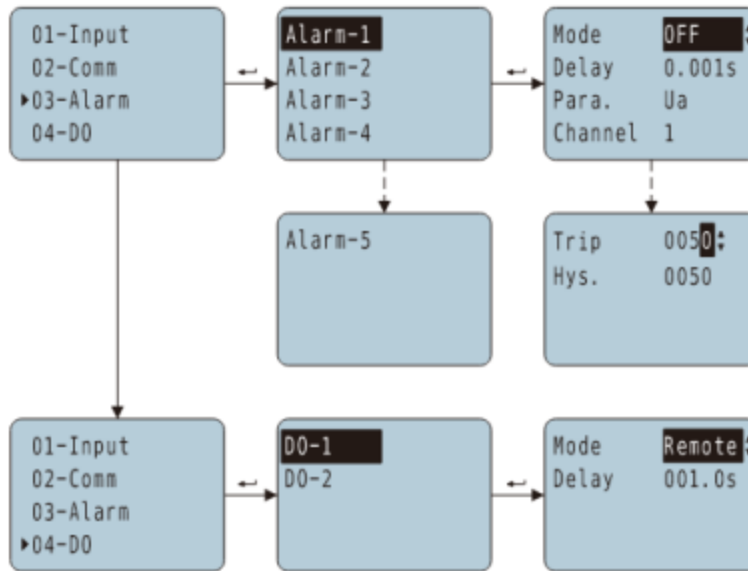 01-Input
02-Comm
03-Alarm
04-DO
Alarm-1
Alarm-2
Alarm-3
Alarm-4
Mode OFF
Delay 0.001s
Para. Ua
Channel 1
Alarm-5
Trip 0050
Hys. 0050
01-Input
02-Comm
03-Alarm
04-DO
DO-1
DO-2
Mode Remote
Delay 001.0s